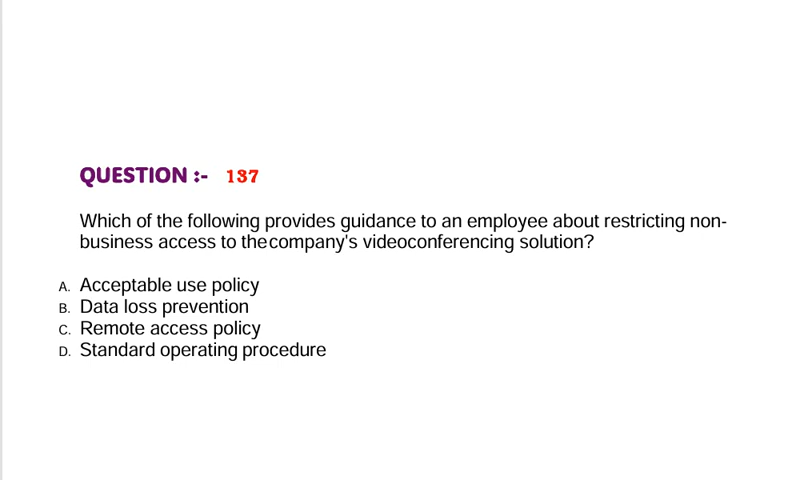 QUESTION :- 137
Which of the following provides guidance to an employee about restricting non-
business access to thecompany's videoconferencing solution?
A. Acceptable use policy
B. Data loss prevention
C. Remote access policy
D. Standard operating procedure